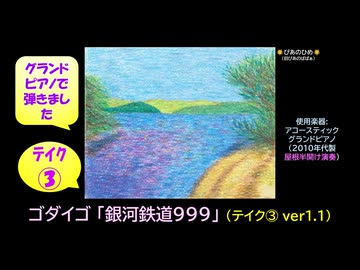 グランド
ピアノで
弾きまし
た
テイク
③
☀ぴあのひめ☀
(旧ぴあのばばぁ)
使用楽器:
アコースティック
グランドピアノ
(2010年代製
屋根半開け演奏)
ゴダイゴ「銀河鉄道999」(テイク③ ver1.1)